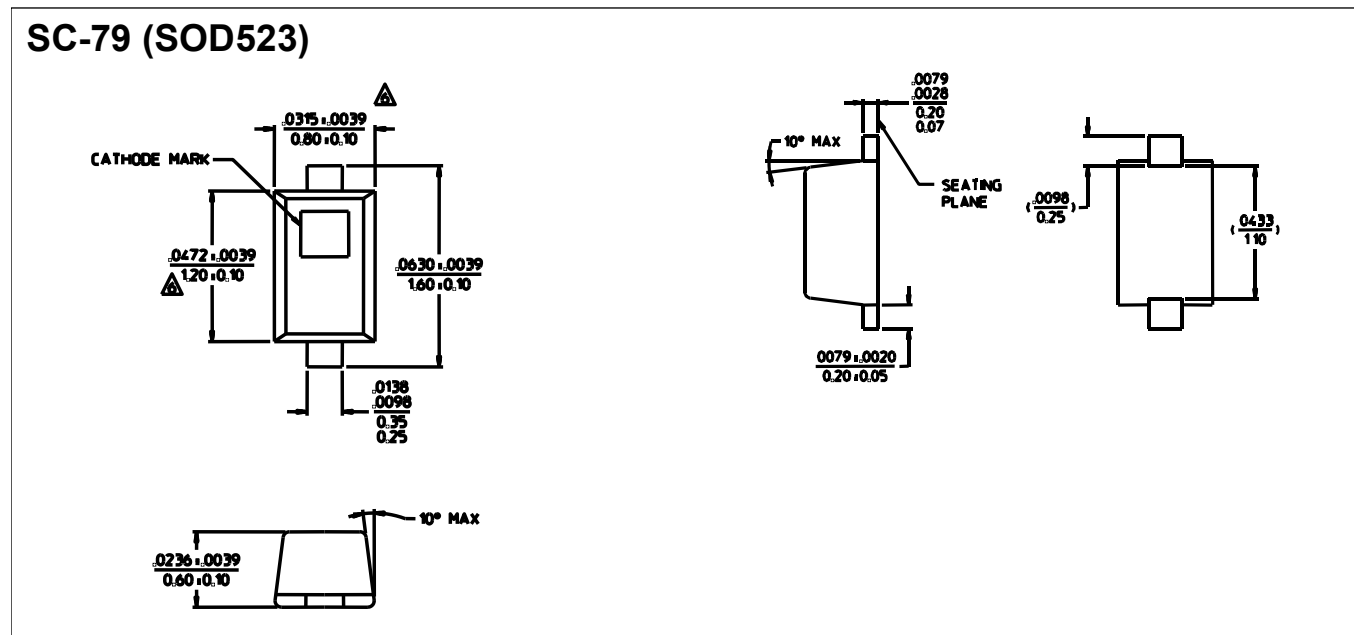 SC-79 (SOD523)
6
.0315±.0039
0.80±0.10
CATHODE MARK
.0472±.0039
1.20±0.10
6
.0630±.0039
1.60±0.10
.0138
.0098
0.35
0.25
.0079
.0028
0.20
0.07
10° MAX
SEATING
PLANE
.0079±.0020
0.20±0.05
( .0098 )
0.25
( .0433 )
1.10
10° MAX
.0236±.0039
0.60±0.10